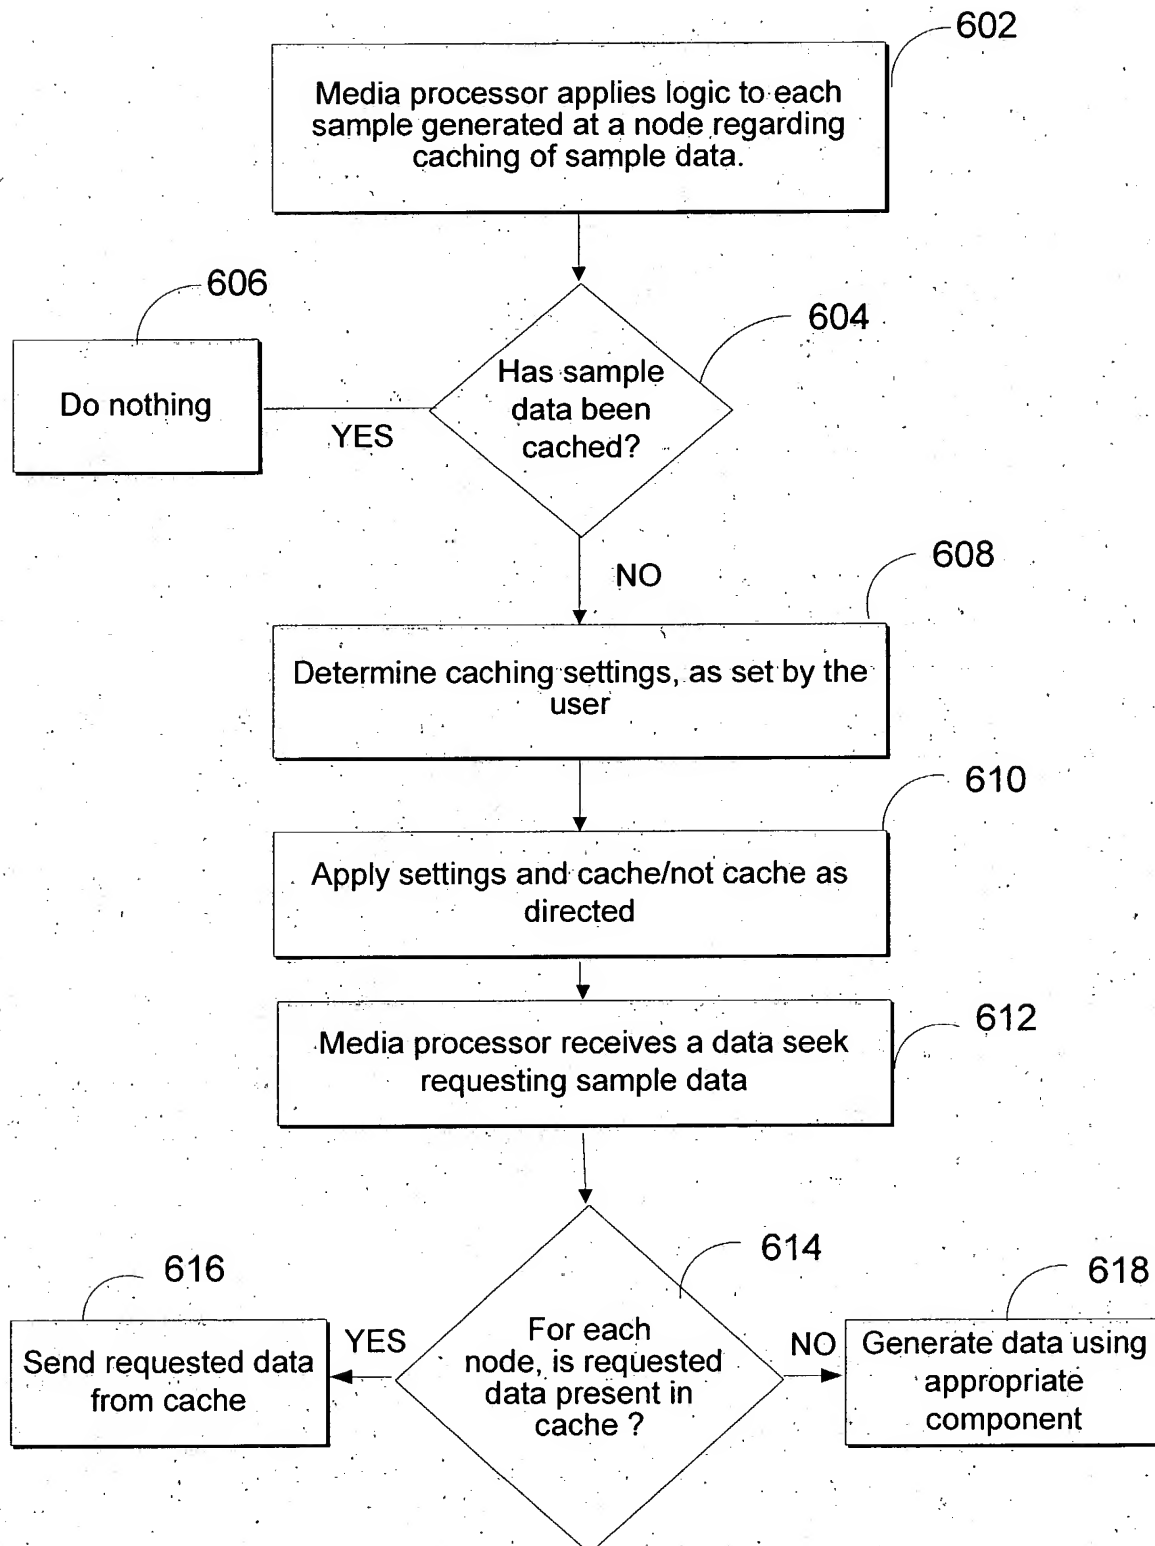 602
Media processor applies logic to each
sample generated at a node regarding
caching of sample data.
606
604
Do nothing
YES
Has sample
data been
cached?
NO
608
Determine caching settings, as set by the
user
610
Apply settings and cache/not cache as
directed
612
Media processor receives a data seek
requesting sample data
614
616
618
Send requested data
from cache
YES
For each
node, is requested
data present in
cache ?
NO
Generate data using
appropriate
component